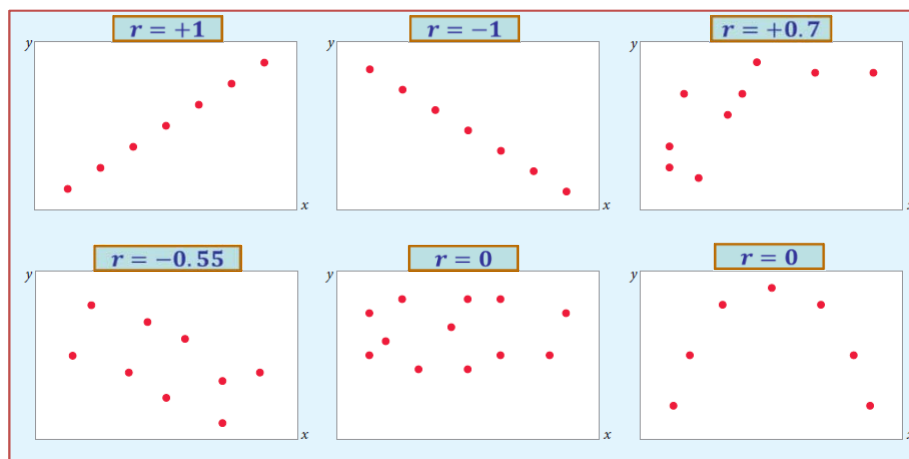 r = +1
r = −1
r = +0.7
y
y
y
x
x
r = −0.55
r = 0
r = 0
y
y
y
x
x